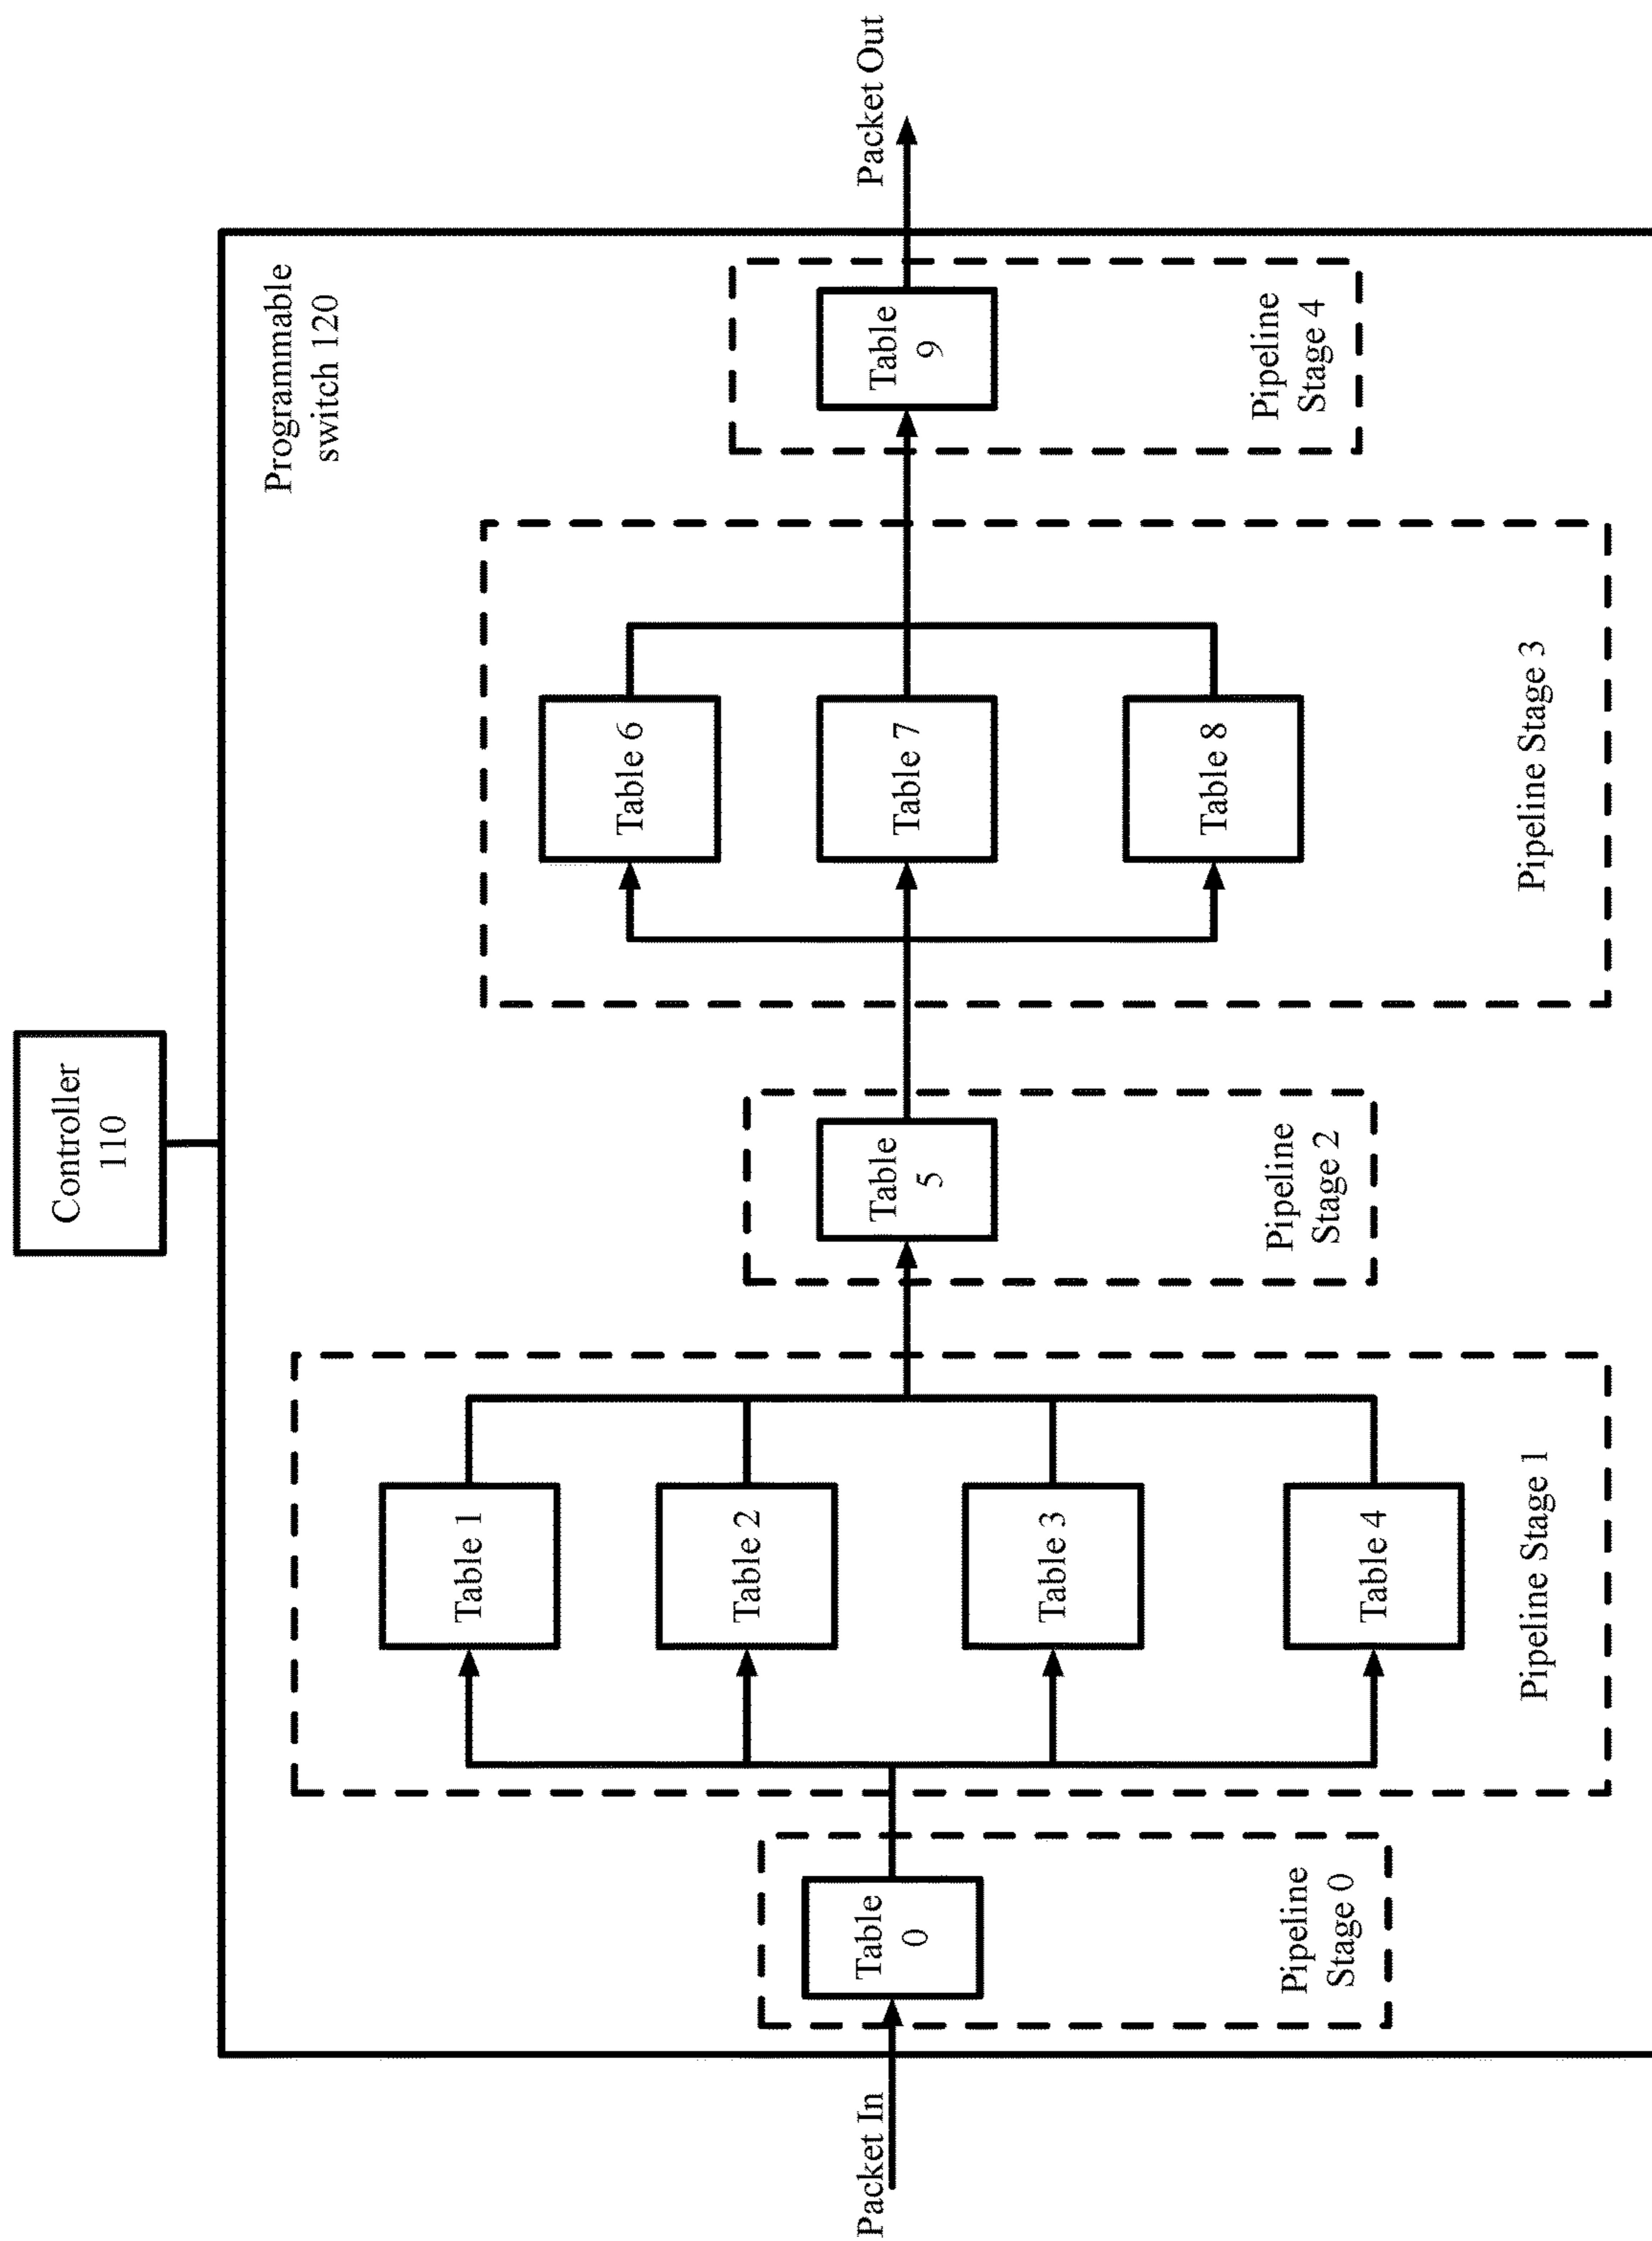 Controller
110
Programmable
switch 120
Packet In
Table
0
Pipeline
Stage 0
Table 1
Table 2
Table 3
Table 4
Pipeline Stage 1
Table
5
Pipeline
Stage 2
Table 6
Table 7
Table 8
Pipeline Stage 3
Table
9
Pipeline
Stage 4
Packet Out